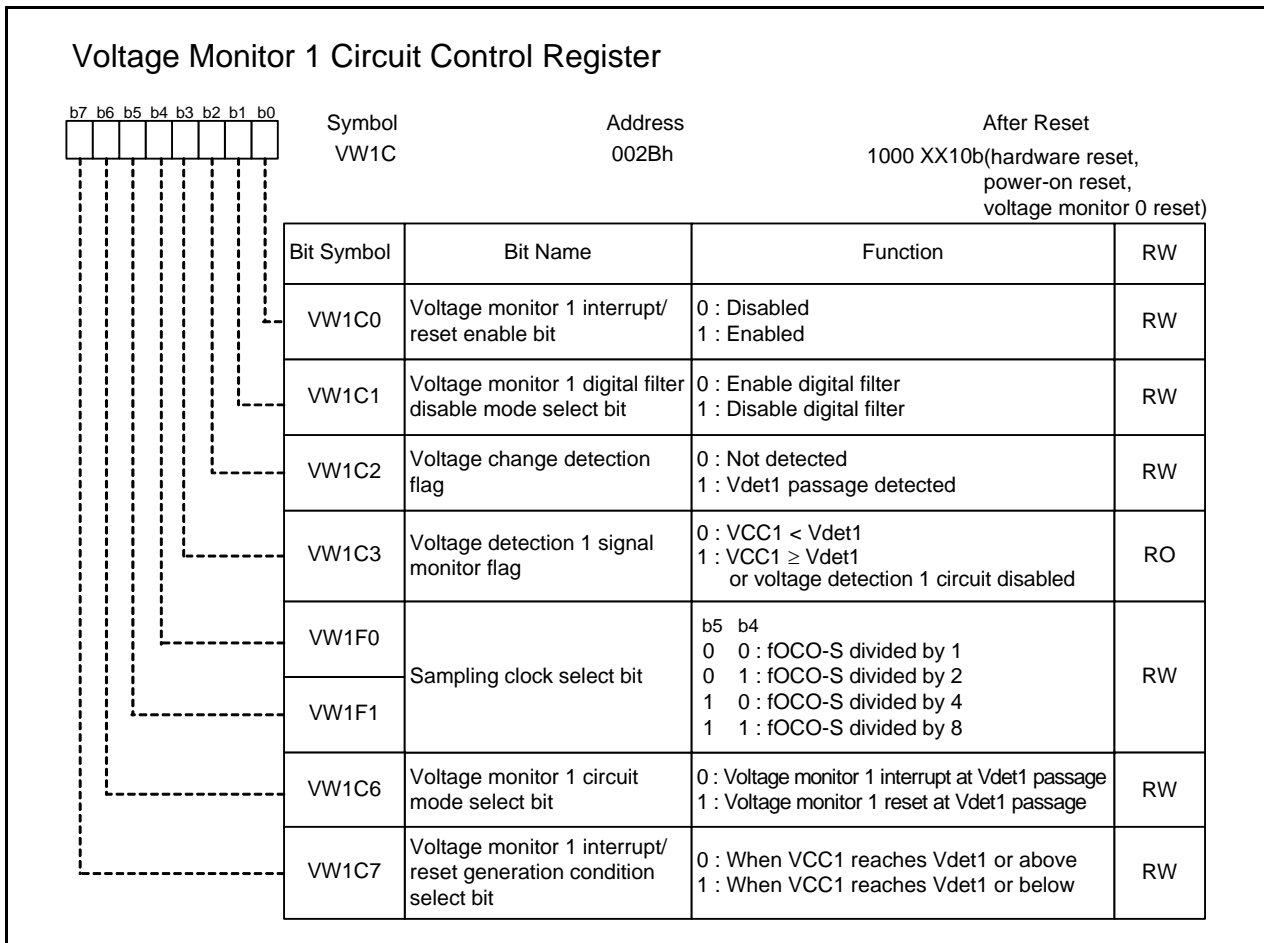 Voltage Monitor 1 Circuit Control Register
b7 b6 b5 b4 b3 b2 b1 b0
Symbol Address After Reset
VW1C 002Bh 1000 XX10b(hardware reset,
power-on reset,
voltage monitor 0 reset)
Bit Symbol Bit Name Function RW
VW1C0
Voltage monitor 1 interrupt/
reset enable bit
0 : Disabled
1 : Enabled
RW
VW1C1
Voltage monitor 1 digital filter
disable mode select bit
0 : Enable digital filter
1 : Disable digital filter
RW
VW1C2
Voltage change detection
flag
0 : Not detected
1 : Vdet1 passage detected
RW
VW1C3
Voltage detection 1 signal
monitor flag
0 : VCC1 < Vdet1
1 : VCC1 ≥ Vdet1
or voltage detection 1 circuit disabled
RO
VW1F0
VW1F1
Sampling clock select bit
b5 b4
0 0 : fOCO-S divided by 1
0 1 : fOCO-S divided by 2
1 0 : fOCO-S divided by 4
1 1 : fOCO-S divided by 8
RW
VW1C6
Voltage monitor 1 circuit
mode select bit
0 : Voltage monitor 1 interrupt at Vdet1 passage
1 : Voltage monitor 1 reset at Vdet1 passage
RW
VW1C7
Voltage monitor 1 interrupt/
reset generation condition
select bit
0 : When VCC1 reaches Vdet1 or above
1 : When VCC1 reaches Vdet1 or below
RW